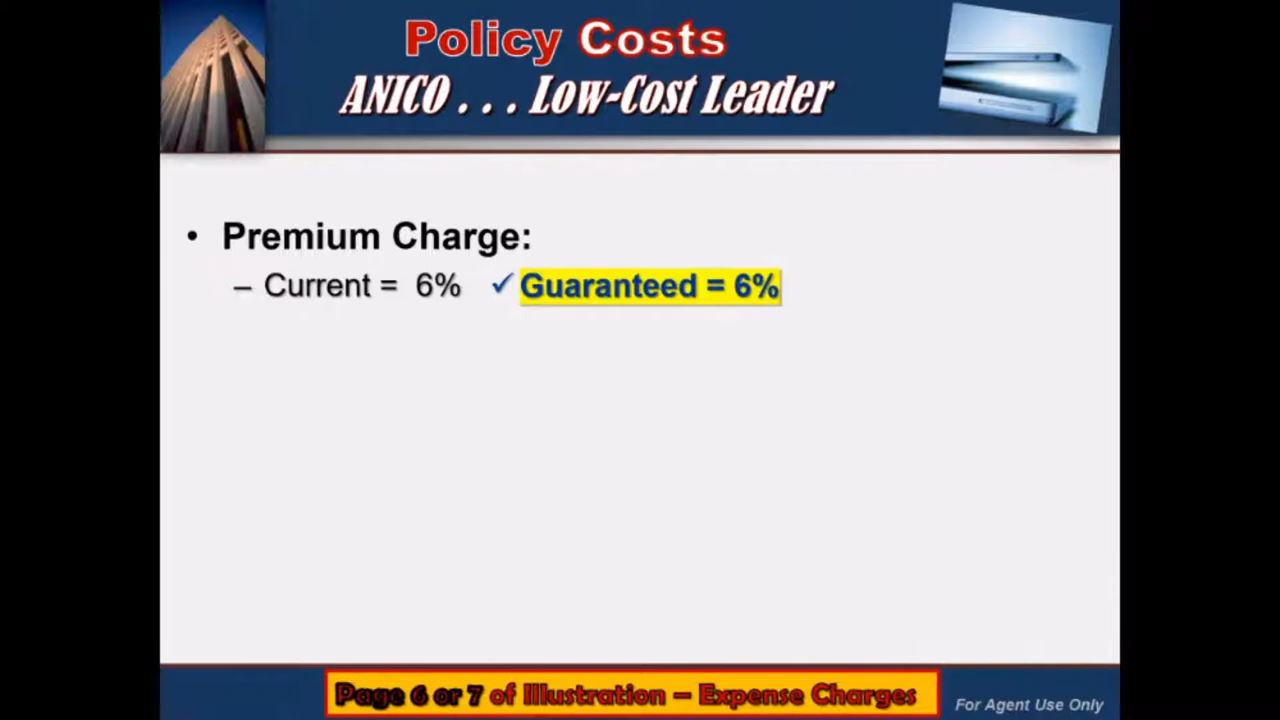 Policy Costs
ANICO . . . Low-Cost Leader
• Premium Charge:
– Current = 6% ✓ Guaranteed = 6%
Page 6 or 7 of Illustration – Expense Charges
For Agent Use Only